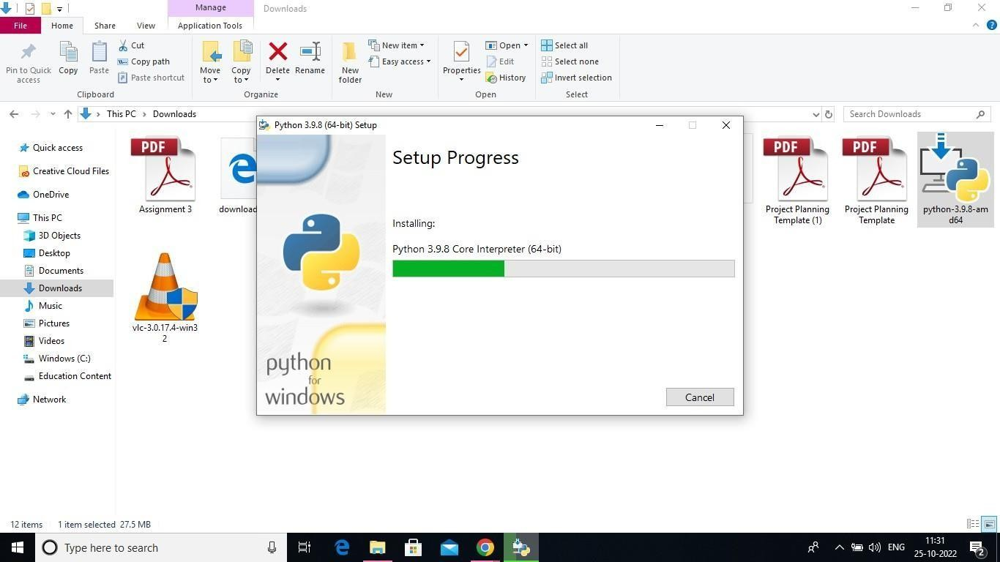 Manage
Downloads
File
Home
Share
View
Application Tools
Pin to Quick
access
Copy
Paste
Cut
Copy path
Paste shortcut
Clipboard
Move
to
Copy
to
Delete
Rename
Organize
New
folder
New item
Easy access
New
Properties
Open
Edit
History
Open
Select all
Select none
Invert selection
Select
This PC
Downloads
Search Downloads
Quick access
Creative Cloud Files
OneDrive
This PC
3D Objects
Desktop
Documents
Downloads
Music
Pictures
Videos
Windows (C:)
Education Content
Network
PDF
Assignment 3
download
vlc-3.0.17.4-win3
2
Python 3.9.8 (64-bit) Setup
Setup Progress
Installing:
Python 3.9.8 Core Interpreter (64-bit)
python
for
windows
Cancel
PDF
Project Planning
Template (1)
PDF
Project Planning
Template
python-3.9.8-am
d64
12 items
1 item selected 27.5 MB
Type here to search
ENG
11:31
25-10-2022
2